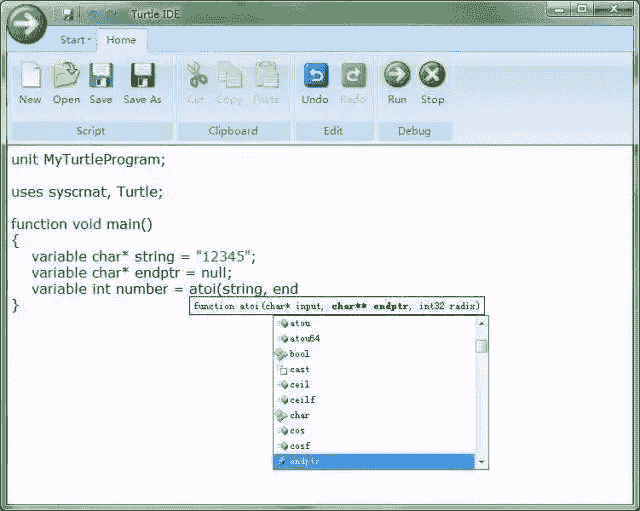 Turtle IDE
Start Home
New Open Save Save As Cut Copy Paste Undo Redo Run Stop
Script Clipboard Edit Debug
unit MyTurtleProgram;
uses syscrnat, Turtle;
function void main()
{
variable char* string = "12345";
variable char* endptr = null;
variable int number = atoi(string, end
}
function atoi(char* input, char** endptr, int32 radix)
atou
atou64
bool
cast
ceil
ceilf
char
cos
cosf
endptr